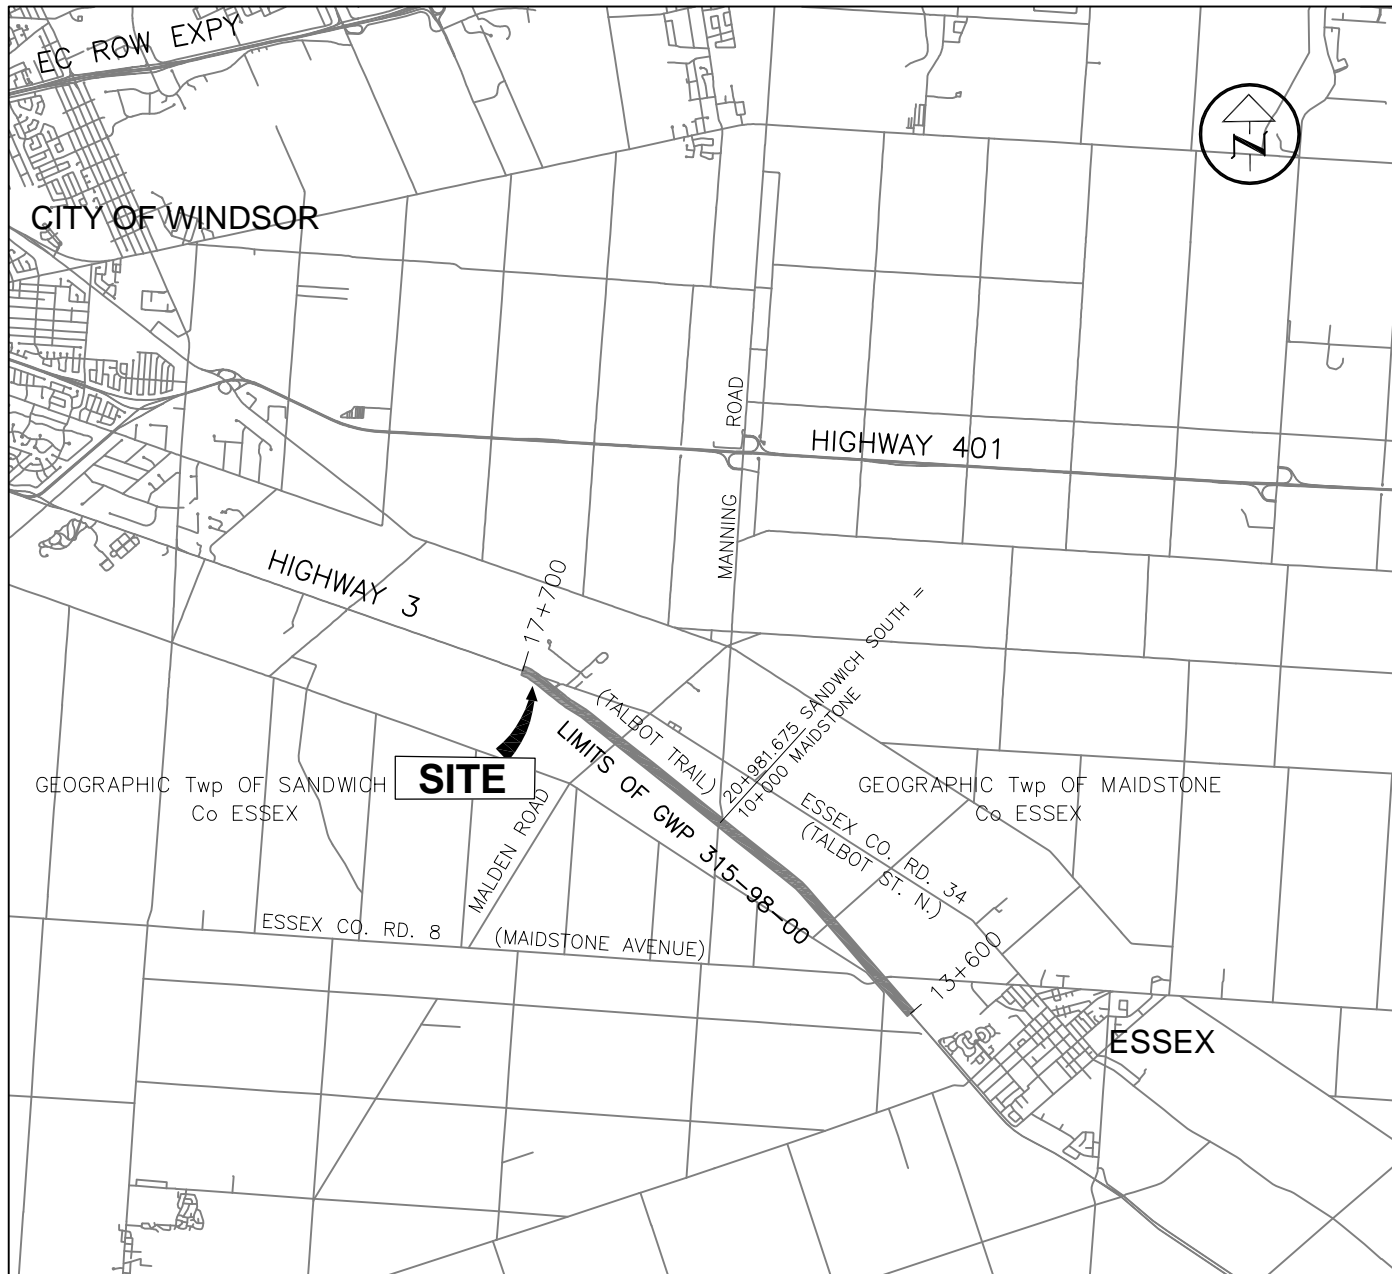 EC ROW EXPY
N
CITY OF WINDSOR
ROAD
HIGHWAY 401
MANNING
HIGHWAY 3
17+700
20+981.675 SANDWICH SOUTH =
10+000 MAIDSTONE
(TALBOT TRAIL)
LIMITS OF GWP 315-98-00
SITE
GEOGRAPHIC Twp OF SANDWICH
Co ESSEX
GEOGRAPHIC Twp OF MAIDSTONE
Co ESSEX
ESSEX CO. RD. 34
(TALBOT ST. N.)
MALDEN ROAD
ESSEX CO. RD. 8
(MAIDSTONE AVENUE)
13+600
ESSEX